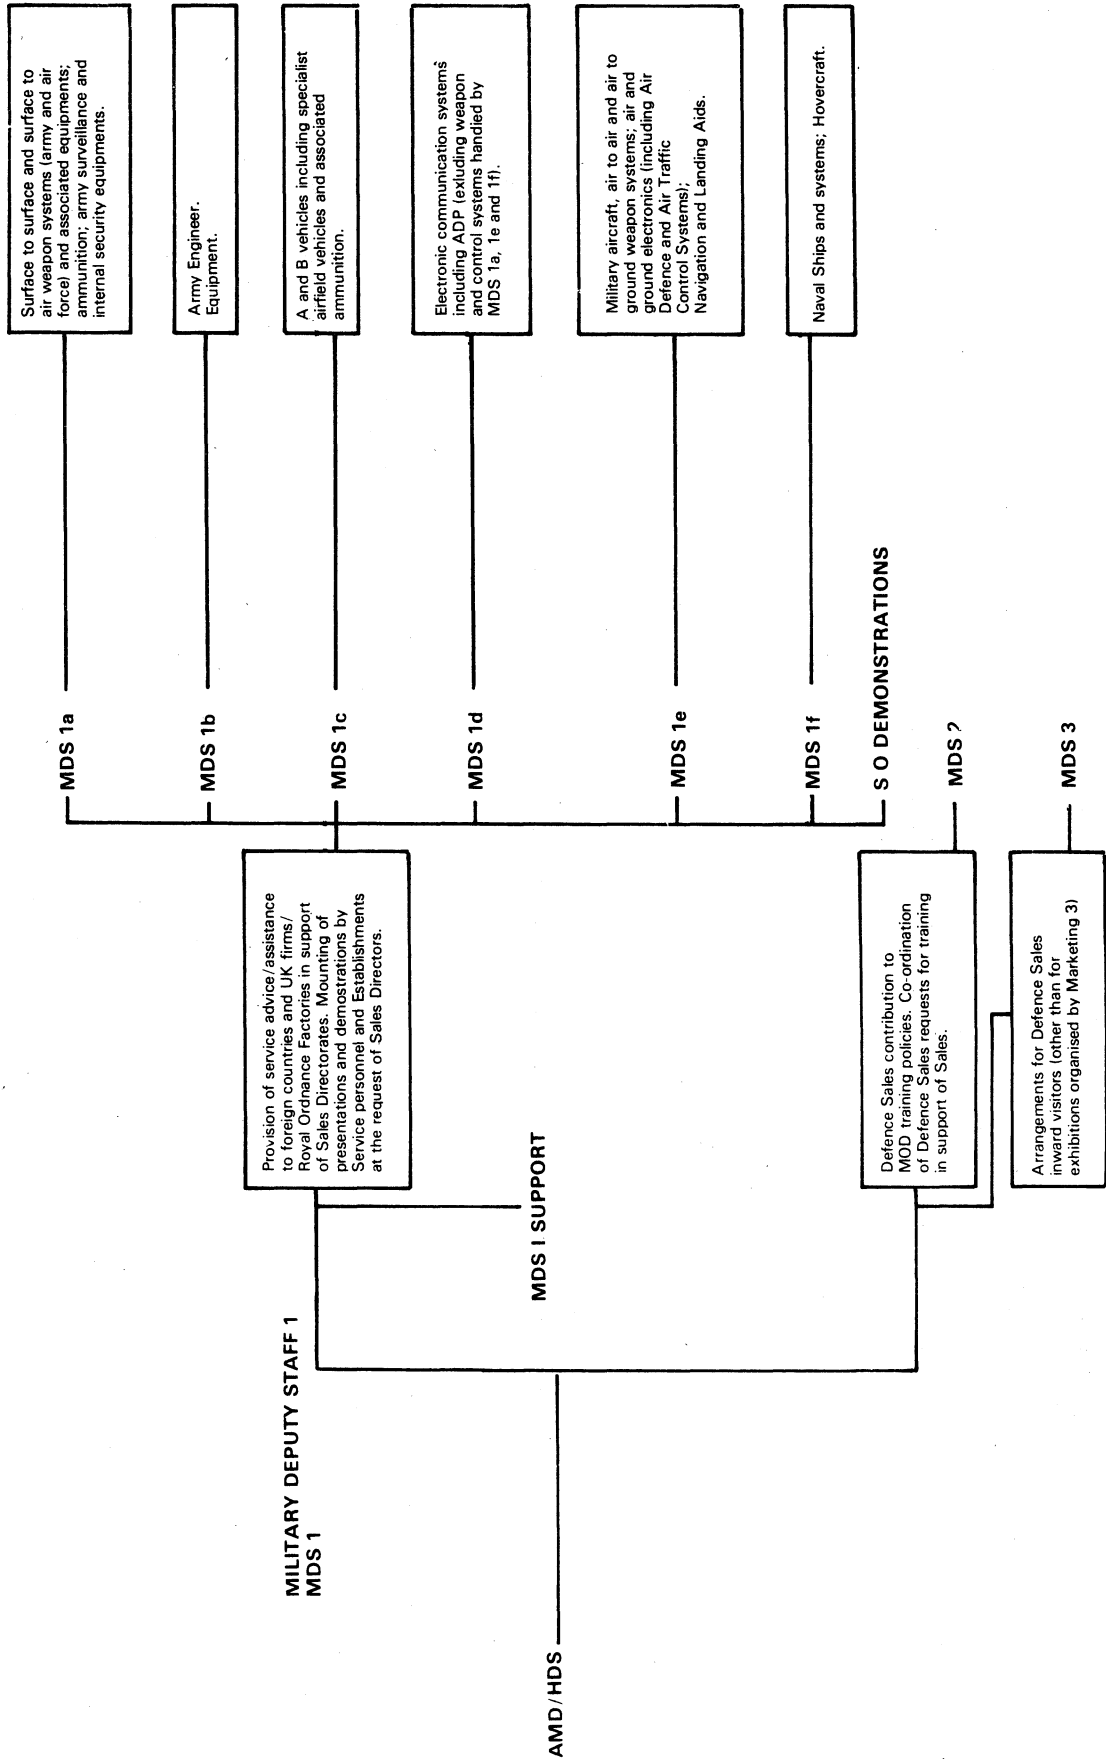 AMD/HDS
MILITARY DEPUTY STAFF 1
MDS 1
Provision of service advice/assistance
to foreign countries and UK firms/
Royal Ordnance Factories in support
of Sales Directorates. Mounting of
presentations and demostrations by
Service personnel and Establishments
at the request of Sales Directors.
MDS I SUPPORT
MDS 1a
Surface to surface and surface to
air weapon systems (army and air
force) and associated equipments;
ammunition; army surveillance and
internal security equipments.
MDS 1b
Army Engineer.
Equipment.
MDS 1c
A and B vehicles including specialist
airfield vehicles and associated
ammunition.
MDS 1d
Electronic communication systems
including ADP (exluding weapon
and control systems handied by
MDS 1a, 1e and 1f).
MDS 1e
Military aircraft, air to air and air to
ground weapon systems; air and
ground electronics (including Air
Defence and Air Traffic
Control Systems);
Navigation and Landing Aids.
MDS 1f
Naval Ships and systems; Hovercraft.
S O DEMONSTRATIONS
Defence Sales contribution to
MOD training policies. Co-ordination
of Defence Sales requests for training
in support of Sales.
MDS 2
Arrangements for Defence Sales
inward visitors (other than for
exhibitions organised by Marketing 3)
MDS 3